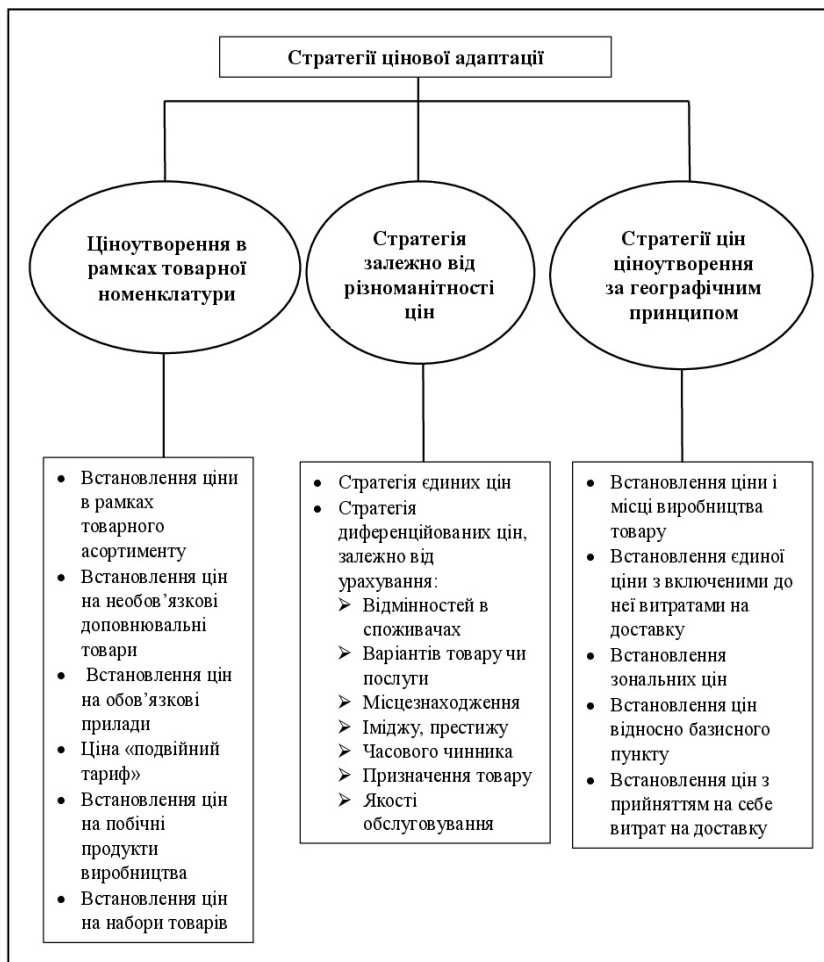 Стратегії цінової адаптації
Ціноутворення в
рамках товарної
номенклатури
Стратегія
залежно від
різноманітності
цін
Стратегії цін
ціноутворення
за географічним
принципом
• Встановлення ціни
в рамках
товарного
асортименту
• Встановлення цін
на необов’язкові
доповнювальні
товари
• Встановлення цін
на обов’язкові
прилади
• Ціна «подвійний
тариф»
• Встановлення цін
на побічні
продукти
виробництва
• Встановлення цін
на набори товарів
• Стратегія єдиних цін
• Стратегія
диференційованих цін,
залежно від
урахування:
➢ Відмінностей в
споживачах
➢ Варіантів товару чи
послуги
➢ Місцезнаходження
➢ Іміджу, престижу
➢ Часового чинника
➢ Призначення товару
➢ Якості
обслуговування
• Встановлення ціни і
місці виробництва
товару
• Встановлення єдиної
ціни з включеними до
неї витратами на
доставку
• Встановлення
зональних цін
• Встановлення цін
відносно базисного
пункту
• Встановлення цін з
прийняттям на себе
витрат на доставку